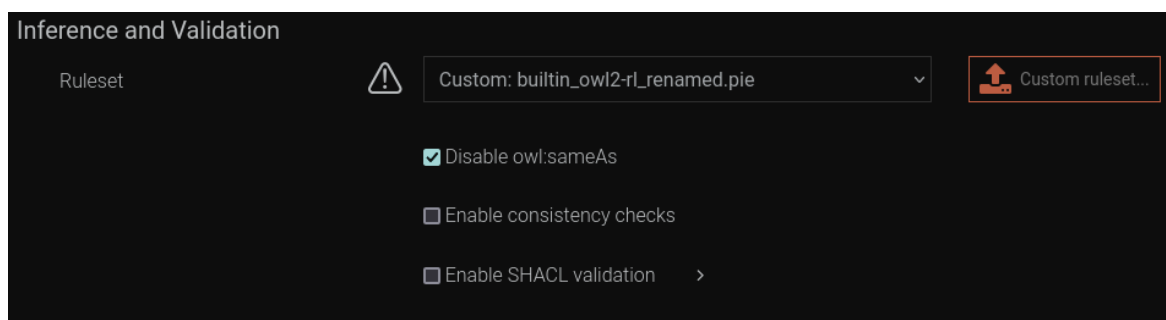 Inference and Validation
Ruleset
Custom: builtin_owl2-rl_renamed.pie
Custom ruleset...
Disable owl:sameAs
Enable consistency checks
Enable SHACL validation